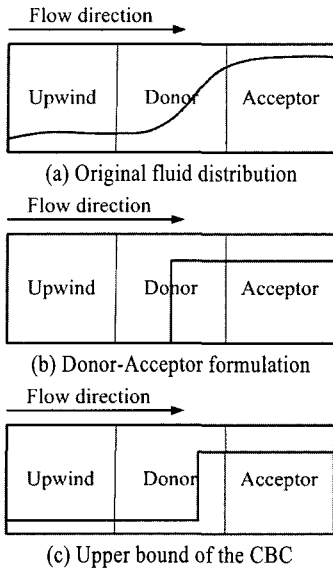 Flow direction
Upwind Donor Acceptor
(a) Original fluid distribution
Flow direction
Upwind Donor Acceptor
(b) Donor-Acceptor formulation
Flow direction
Upwind Donor Acceptor
(c) Upper bound of the CBC